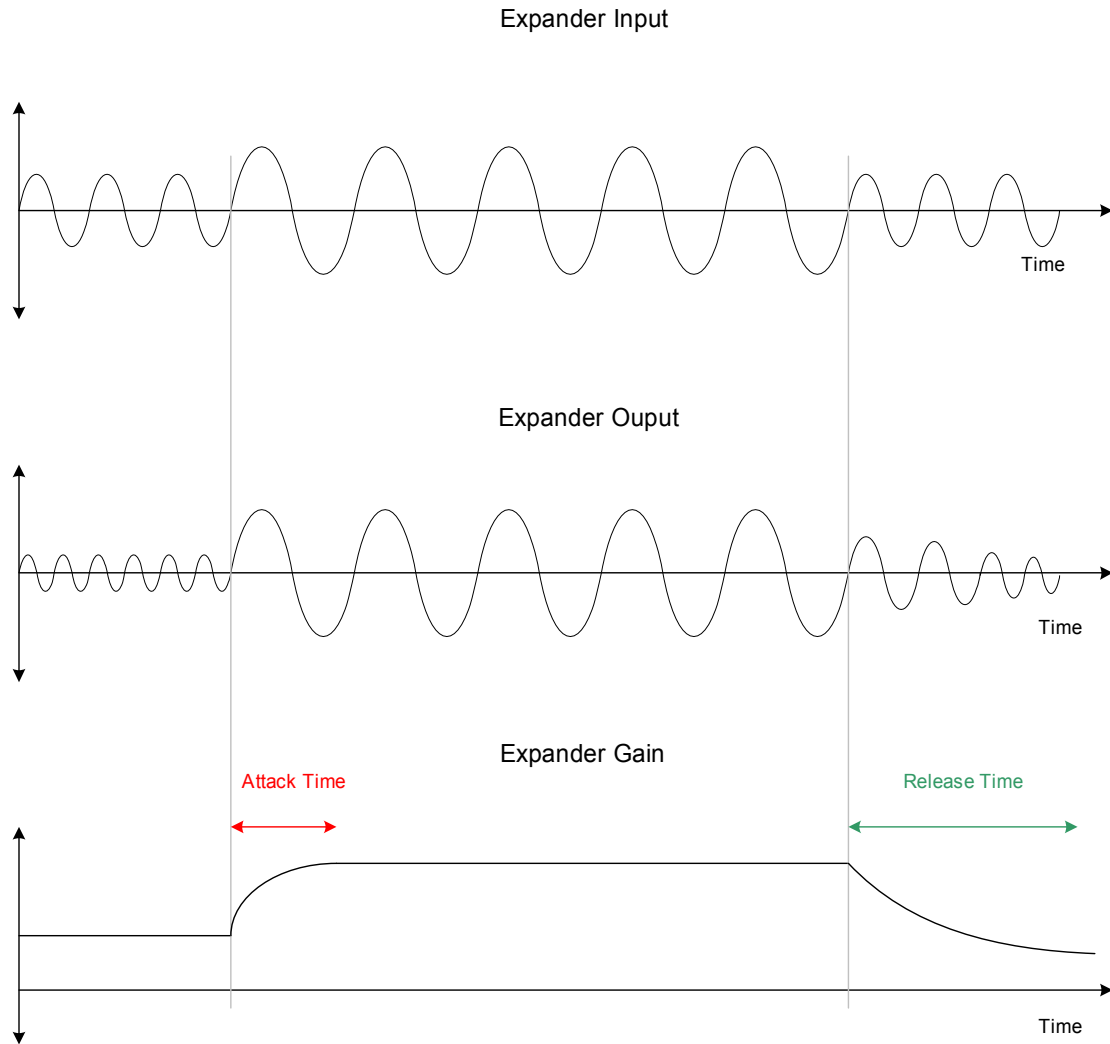 Expander Input
Time
Expander Ouput
Time
Expander Gain
Attack Time
Release Time
Time